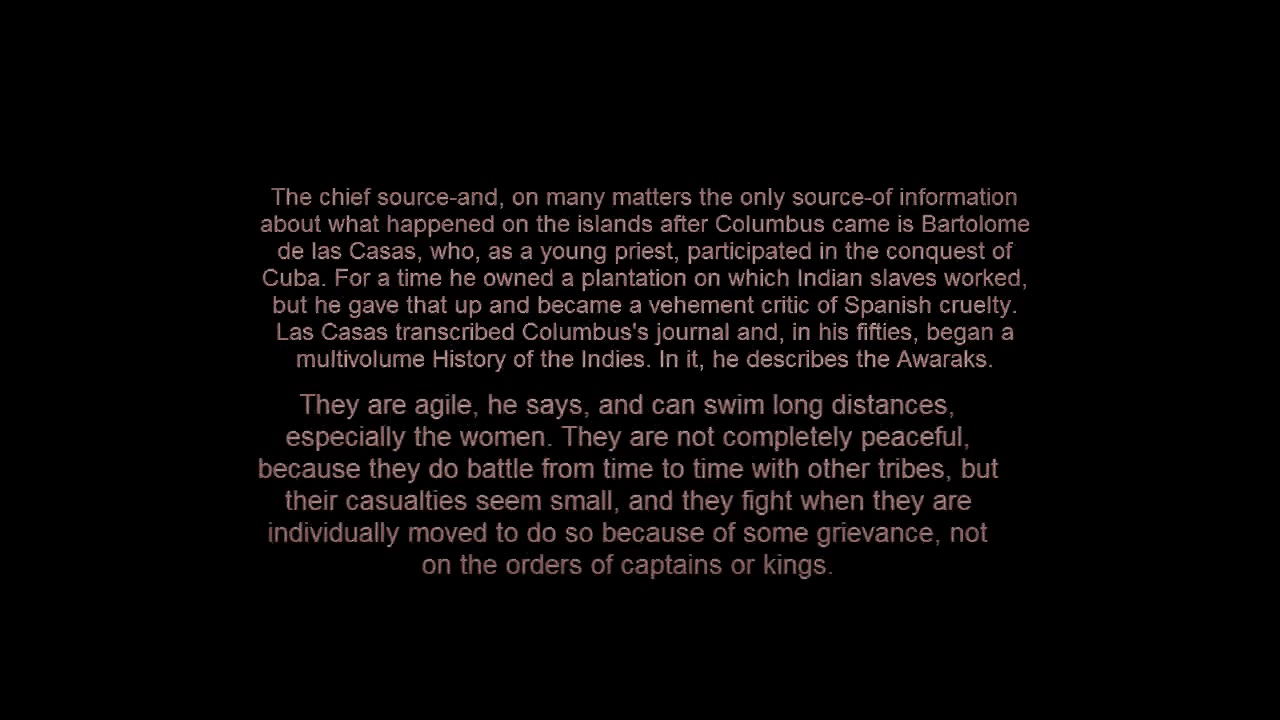 The chief source-and, on many matters the only source-of information
about what happened on the islands after Columbus came is Bartolome
de las Casas, who, as a young priest, participated in the conquest of
Cuba. For a time he owned a plantation on which Indian slaves worked,
but he gave that up and became a vehement critic of Spanish cruelty.
Las Casas transcribed Columbus's journal and, in his fifties, began a
multivolume History of the Indies. In it, he describes the Awaraks.
They are agile, he says, and can swim long distances,
especially the women. They are not completely peaceful,
because they do battle from time to time with other tribes, but
their casualties seem small, and they fight when they are
individually moved to do so because of some grievance, not
on the orders of captains or kings.